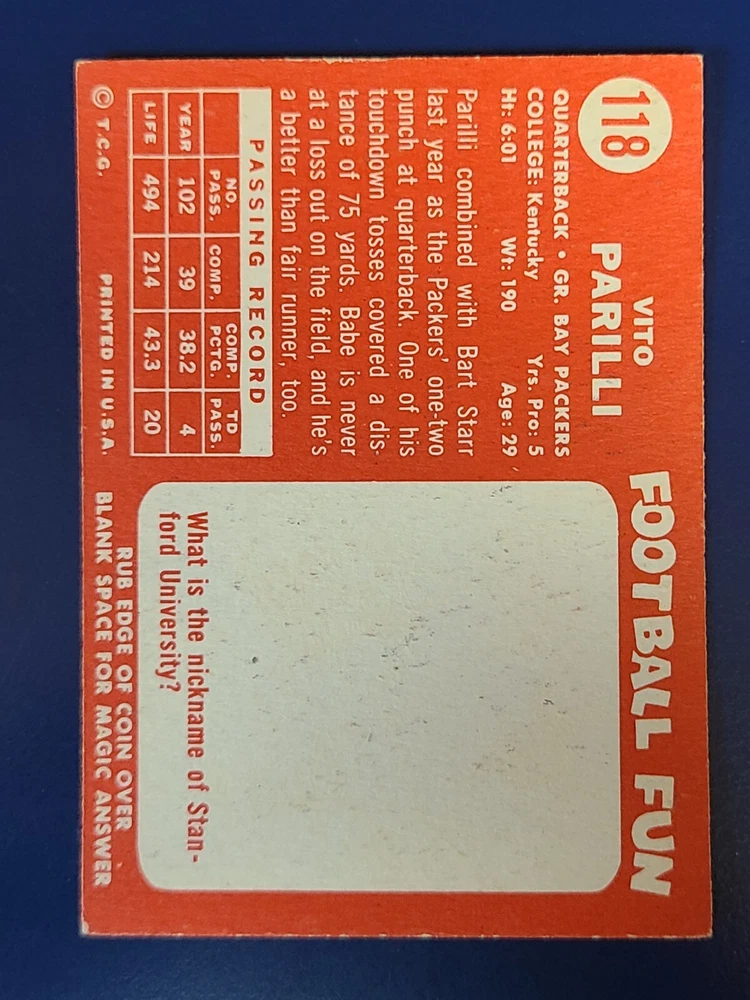 118
VITO
PARILLI
QUARTERBACK • GR. BAY PACKERS
COLLEGE: Kentucky Yrs. Pro: 5
Ht: 6:01 Wt: 190 Age: 29
Parilli combined with Bart Starr
last year as the Packers' one-two
punch at quarterback. One of his
touchdown tosses covered a dis-
tance of 75 yards. Babe is never
at a loss out on the field, and he's
a better than fair runner, too.
PASSING RECORD
NO. PASS. COMP. COMP. PCTG. TD PASS.
YEAR 102 39 38.2 4
LIFE 494 214 43.3 20
© T.C.G. PRINTED IN U.S.A.
FOOTBALL FUN
What is the nickname of Stan-
ford University?
RUB EDGE OF COIN OVER
BLANK SPACE FOR MAGIC ANSWER